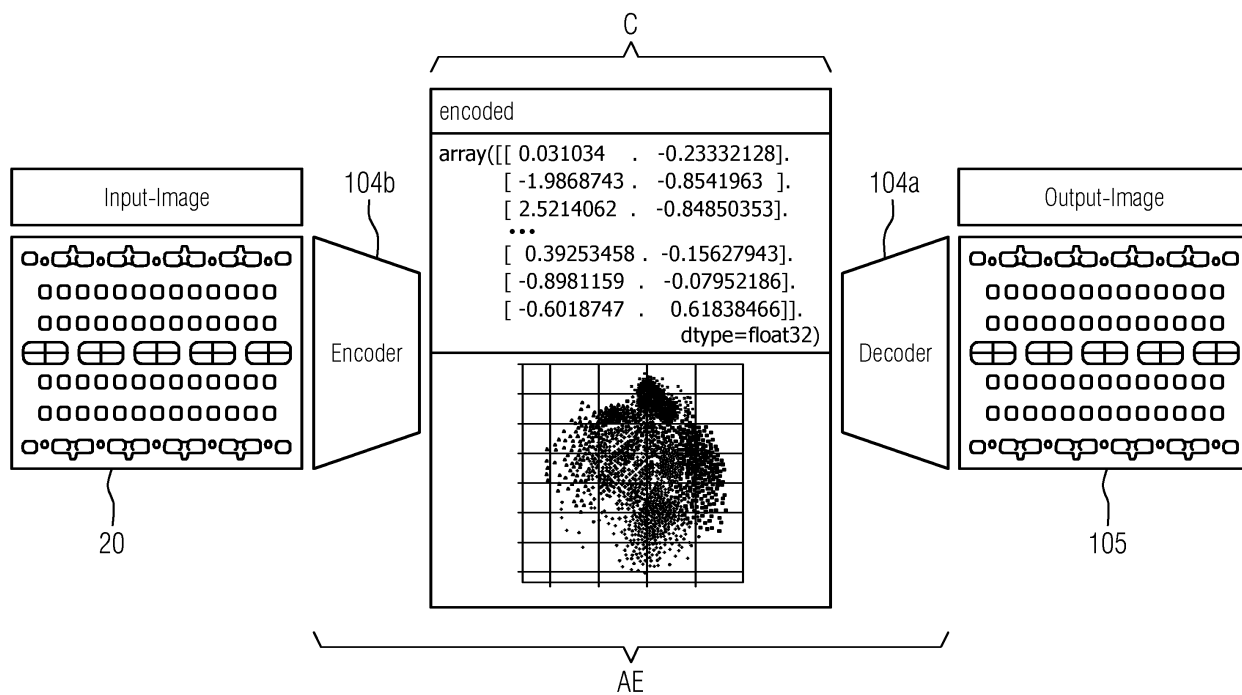 C
encoded
array([[ 0.031034 . -0.23332128].
[ -1.9868743 . -0.8541963 ].
[ 2.5214062 . -0.84850353].
...
[ 0.39253458 . -0.15627943].
[ -0.8981159 . -0.07952186].
[ -0.6018747 . 0.61838466]].
dtype=float32)
Input-Image
104b
Encoder
20
104a
Decoder
Output-Image
105
AE